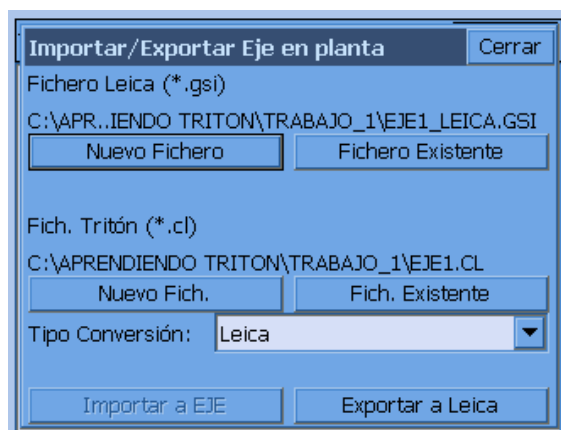 Importar/Exportar Eje en planta Cerrar
Fichero Leica (*.gsi)
C:\APR..IENDO TRITON\TRABAJO_1\EJE1_LEICA.GSI
Nuevo Fichero Fichero Existente
Fich. Tritón (*.cl)
C:\APRENDIENDO TRITON\TRABAJO_1\EJE1.CL
Nuevo Fich. Fich. Existente
Tipo Conversión: Leica
Importar a EJE Exportar a Leica